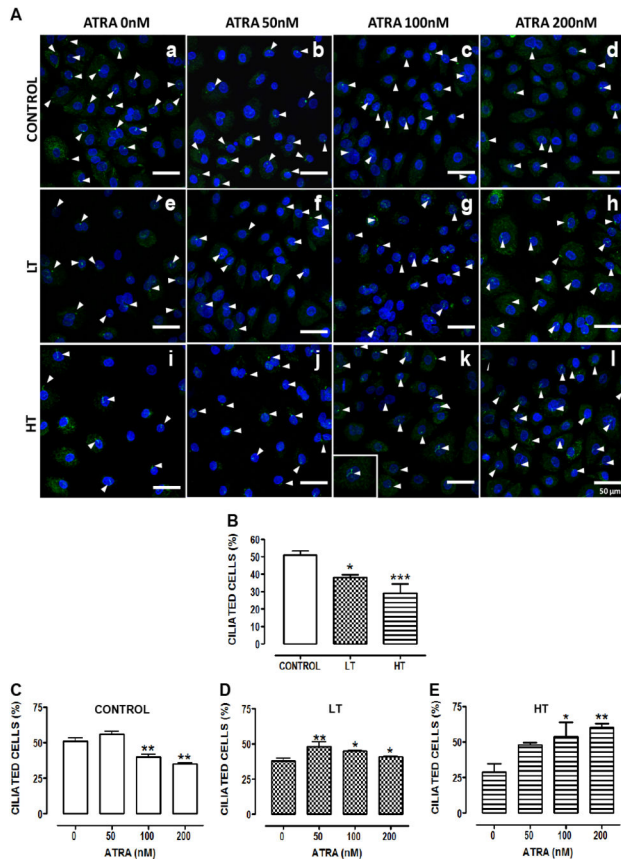 A
ATRA 0nM ATRA 50nM ATRA 100nM ATRA 200nM
CONTROL
a b c d
LT
e f g h
HT
i j k l
50 µm
B
CILIATED CELLS (%)
60
50
40
30
20
10
0
* ***
CONTROL LT HT
C
CONTROL
CILIATED CELLS (%)
75
50
25
0
** **
0 50 100 200
ATRA (nM)
D
LT
CILIATED CELLS (%)
75
50
25
0
** * *
0 50 100 200
ATRA (nM)
E
HT
CILIATED CELLS (%)
75
50
25
0
* **
0 50 100 200
ATRA (nM)